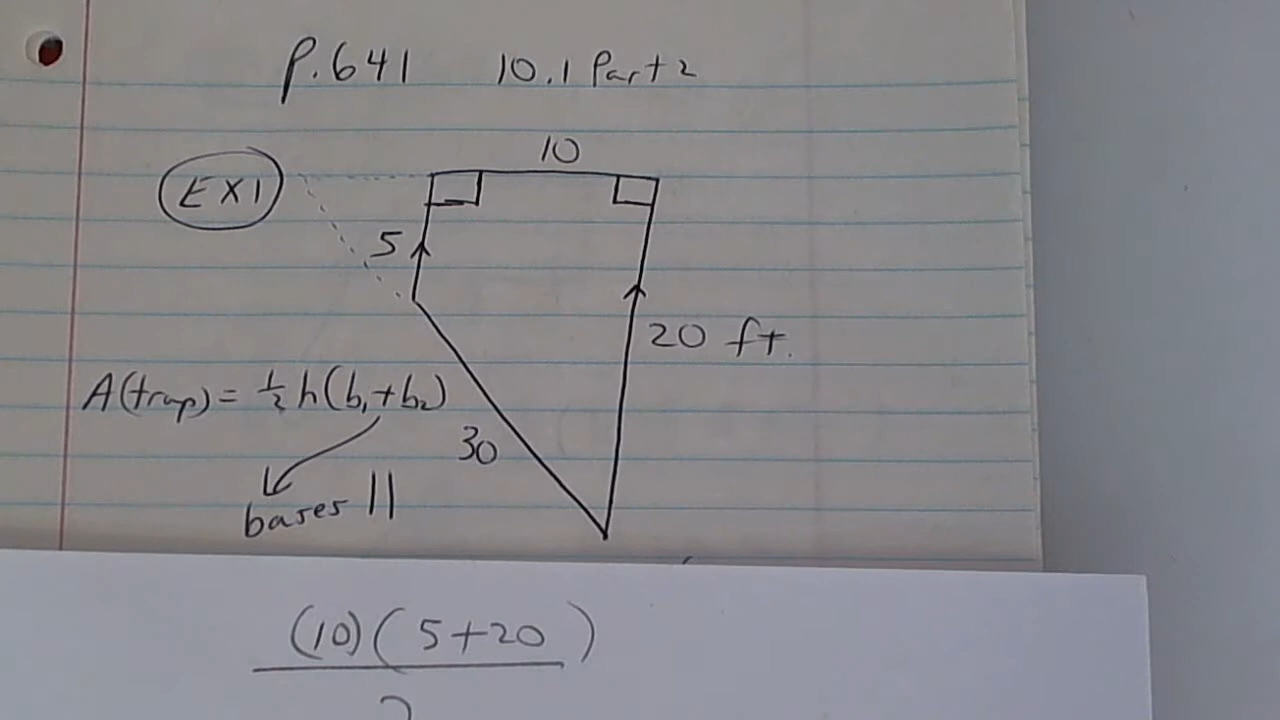 P.641 10.1 Part 2
EX1
10
5
20 ft.
A(trap) = ½h(b₁+b₂)
30
bases ||
(10)(5+20)
2